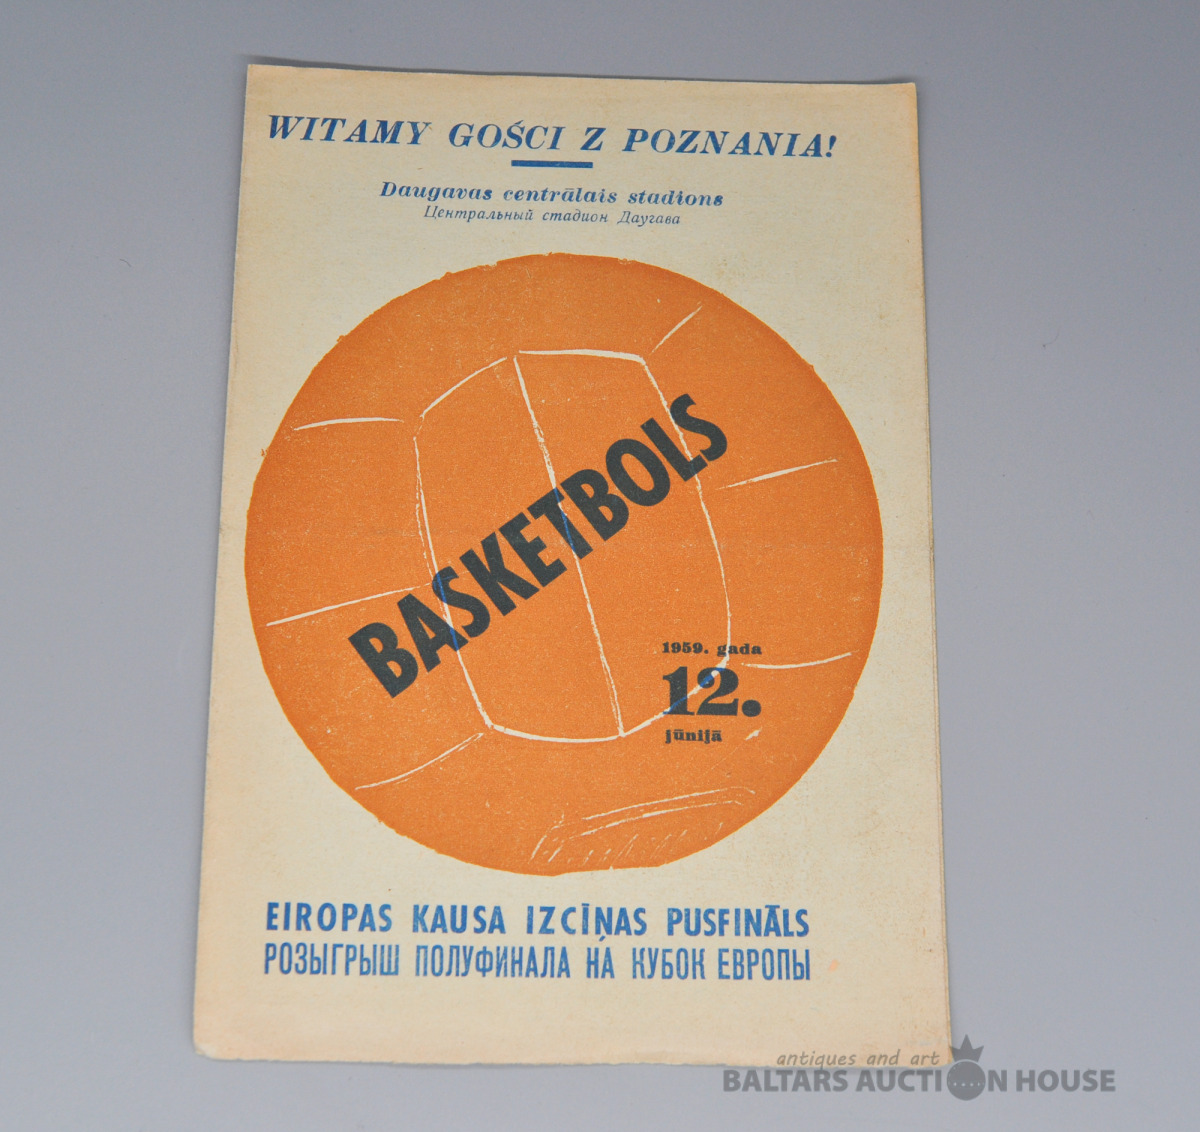 WITAMY GOŚCI Z POZNANIA!
Daugavas centrālais stadions
Центральный стадион Даугава
BASKETBOLS
1959. gada
12.
jūnijā
EIROPAS KAUSA IZCĪŅAS PUSFINĀLS
РОЗЫГРЫШ ПОЛУФИНАЛА НА КУБОК ЕВРОПЫ
antiques and art
BALTARS AUCTION HOUSE